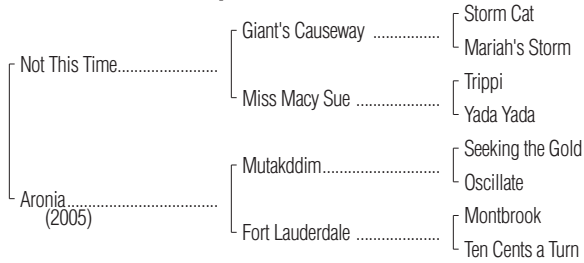 Storm Cat
Giant's Causeway ................
Mariah's Storm
Not This Time........................
Trippi
Miss Macy Sue ....................
Yada Yada
Seeking the Gold
Mutakddim............................
Oscillate
Aronia.............................
(2005)
Montbrook
Fort Lauderdale ....................
Ten Cents a Turn